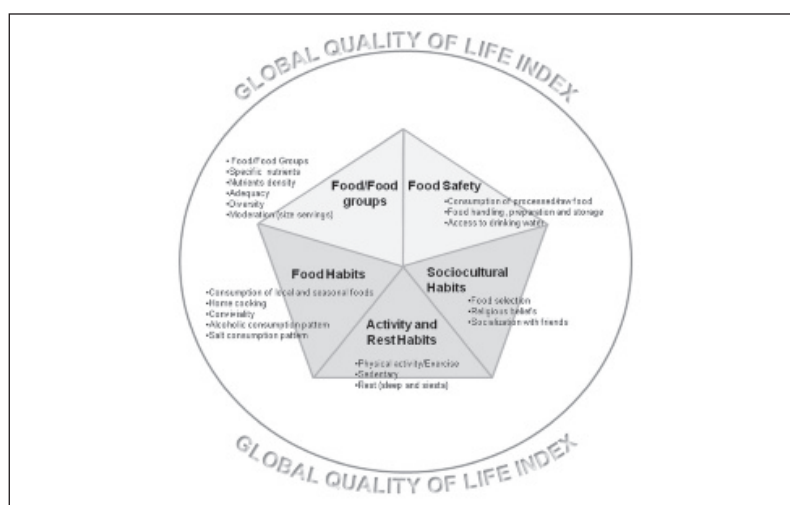 GLOBAL QUALITY OF LIFE INDEX
• Food/Food Groups
•Specific nutrients
•Nutrients density
•Adequacy
•Diversity
•Moderation (size servings)
Food/Food
groups
Food Safety
•Consumption of processed/raw food
•Food handling, preparation and storage
•Access to drinking water
Food Habits
•Consumption of local and seasonal foods
•Home cooking
•Conviviality
•Alcoholic consumption pattern
•Salt consumption pattern
Sociocultural
Habits
•Food selection
•Religious beliefs
•Socialization with friends
Activity and
Rest Habits
•Physical activity/Exercise
•Sedentary
•Rest (sleep and siesta)
GLOBAL QUALITY OF LIFE INDEX